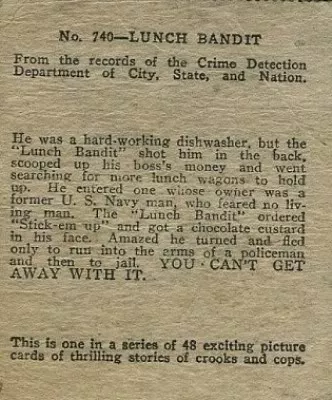 No. 740—LUNCH BANDIT
From the records of the Crime Detection
Department of City, State, and Nation.
He was a hard-working dishwasher, but the
"Lunch Bandit" shot him in the back,
scooped up his boss's money and went
searching for more lunch wagons to hold
up. He entered one whose owner was a
former U. S. Navy man, who feared no liv-
ing man. The "Lunch Bandit" ordered
"Stick-em up" and got a chocolate custard
in his face. Amazed he turned and fled
only to run into the arms of a policeman
and then to jail. YOU CAN'T GET
AWAY WITH IT.
This is one in a series of 48 exciting picture
cards of thrilling stories of crooks and cops.